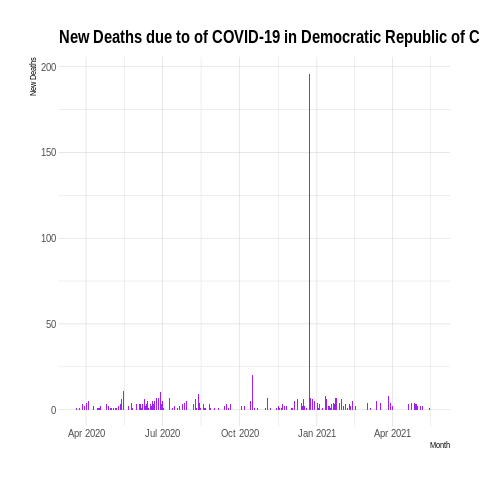 New Deaths due to of COVID-19 in Democratic Republic of C
New Deaths
200
150
100
50
0
Apr 2020
Jul 2020
Oct 2020
Jan 2021
Apr 2021
Month